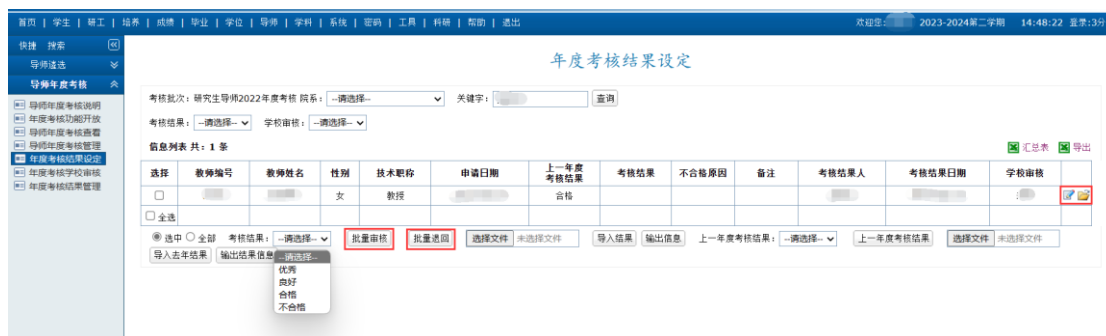 首页 | 学生 | 研工 | 培养 | 成绩 | 毕业 | 学位 | 导师 | 学科 | 系统 | 密码 | 工具 | 科研 | 帮助 | 退出
欢迎您: 2023-2024第二学期 14:48:22 登录:3分
快捷 搜索
导师遴选
导师年度考核
导师年度考核说明
年度考核功能开放
导师年度考核查看
导师年度考核管理
年度考核结果设定
年度考核学校审核
年度考核结果管理
年度考核结果设定
考核批次: 研究生导师2022年度考核 院系: --请选择-- 关键字: 查询
考核结果: --请选择-- 学校审核: --请选择--
信息列表 共: 1 条 汇总表 导出
选择 教师编号 教师姓名 性别 技术职称 申请日期 上一年度考核结果 考核结果 不合格原因 备注 考核结果人 考核结果日期 学校审核
女 教授 合格
全选
选中 全部 考核结果: --请选择-- 批量审核 批量退回 选择文件 未选择文件 导入结果 输出信息 上一年度考核结果: --请选择-- 上一年度考核结果 选择文件 未选择文件
导入去年结果 输出结果信息
--请选择--
优秀
良好
合格
不合格